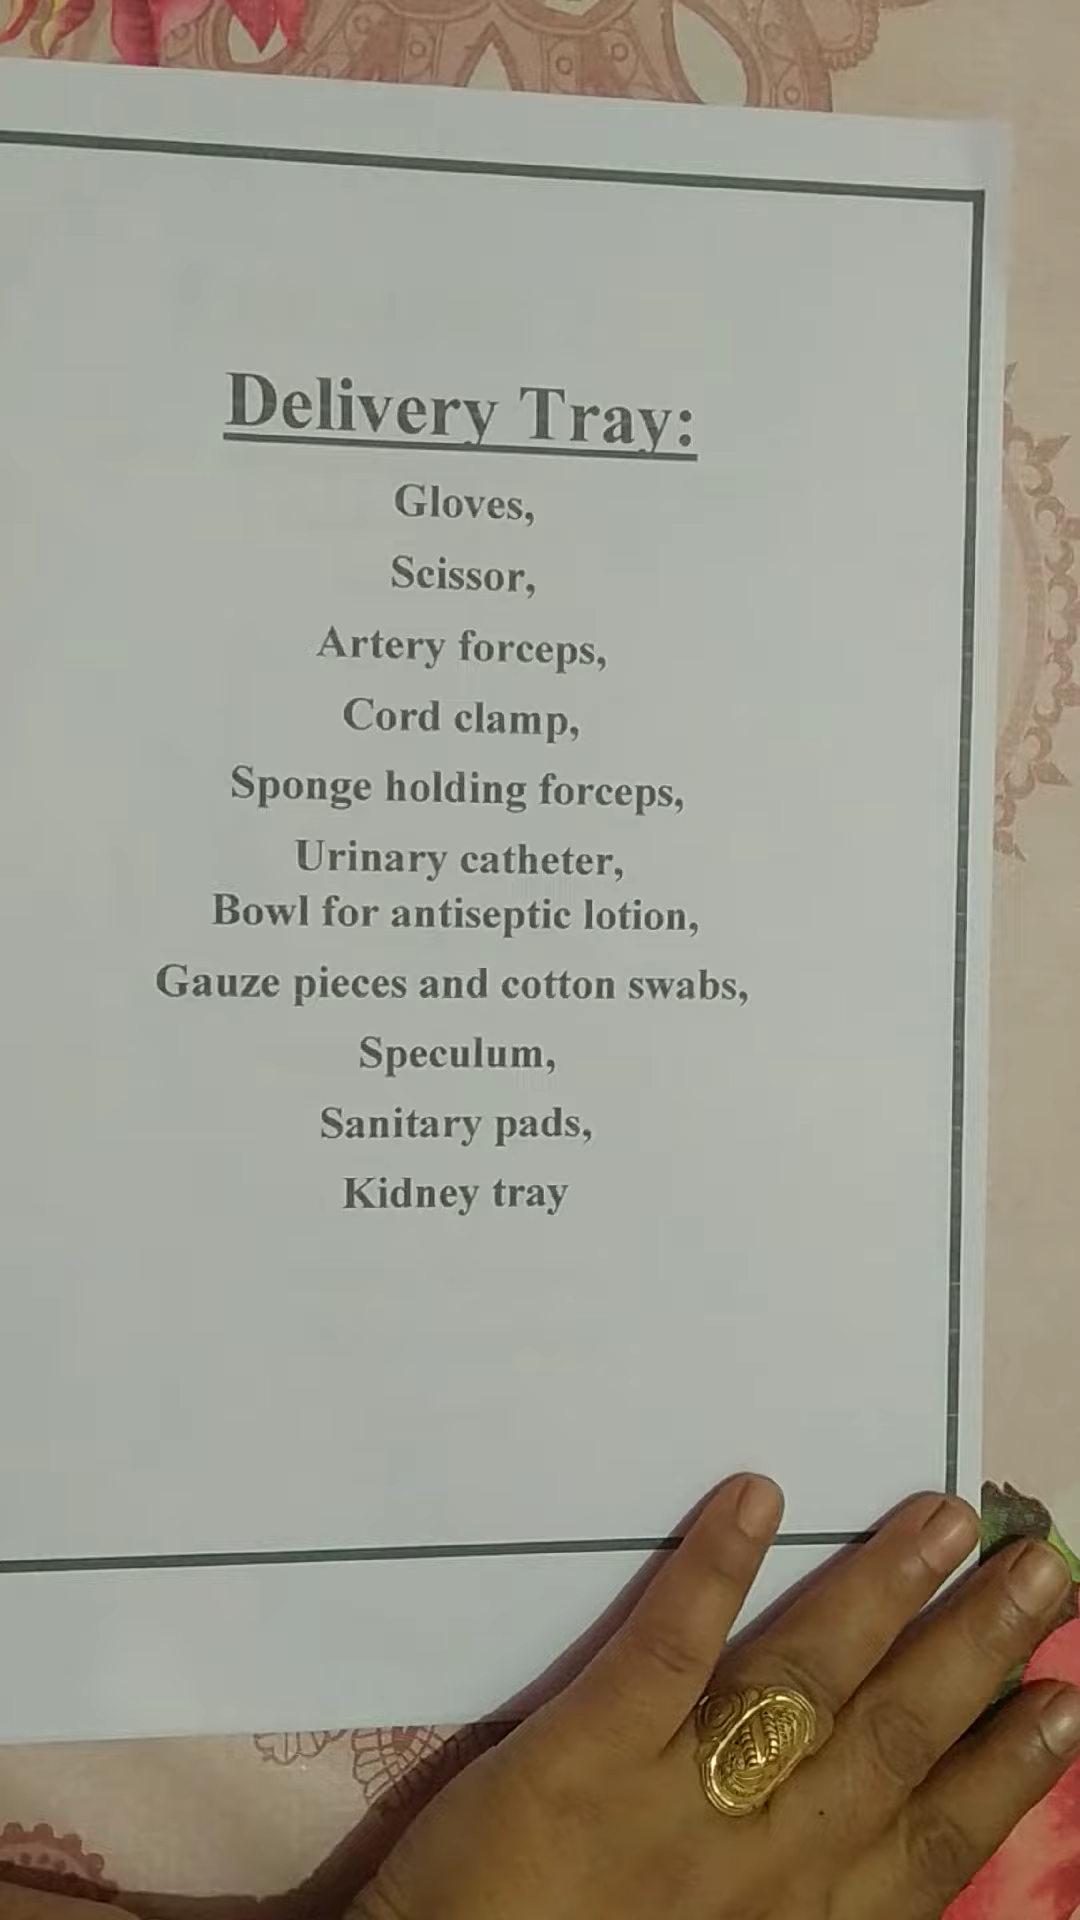 Delivery Tray:
Gloves,
Scissor,
Artery forceps,
Cord clamp,
Sponge holding forceps,
Urinary catheter,
Bowl for antiseptic lotion,
Gauze pieces and cotton swabs,
Speculum,
Sanitary pads,
Kidney tray